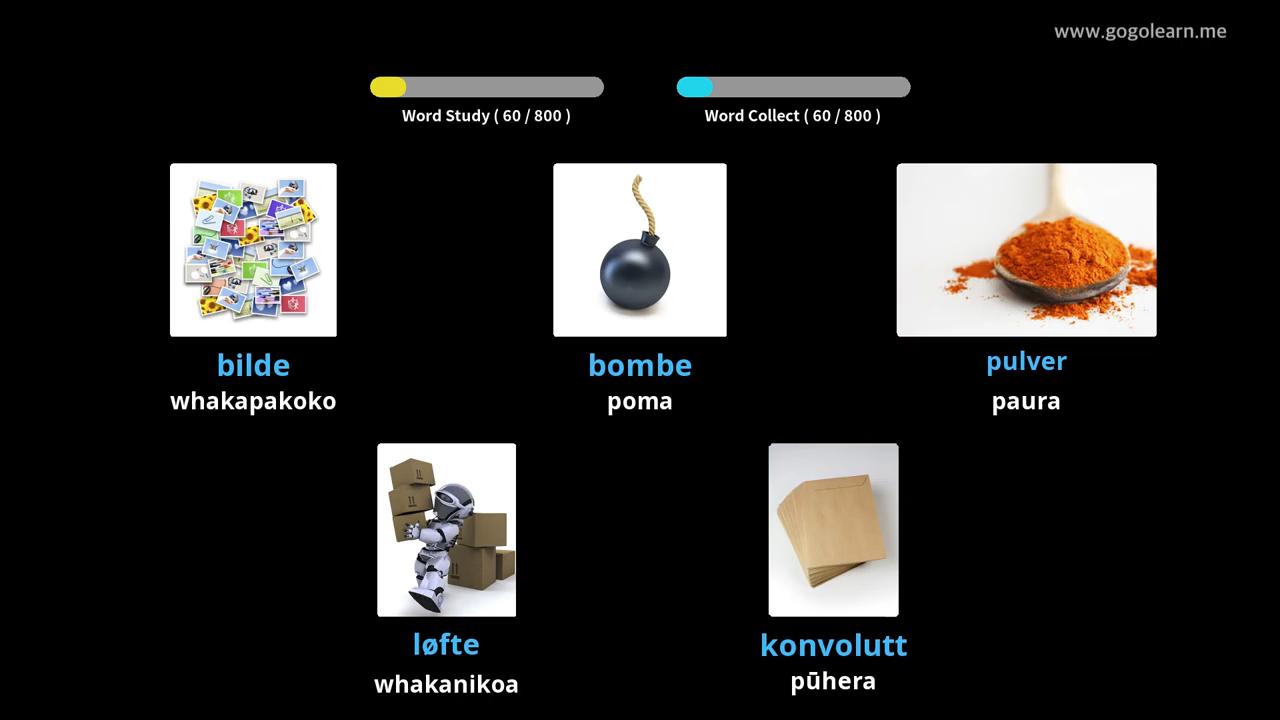 www.gogolearn.me
Word Study ( 60 / 800 )
Word Collect ( 60 / 800 )
bilde
whakapakoko
bombe
poma
pulver
paura
løfte
whakanikoa
konvolutt
pūhera